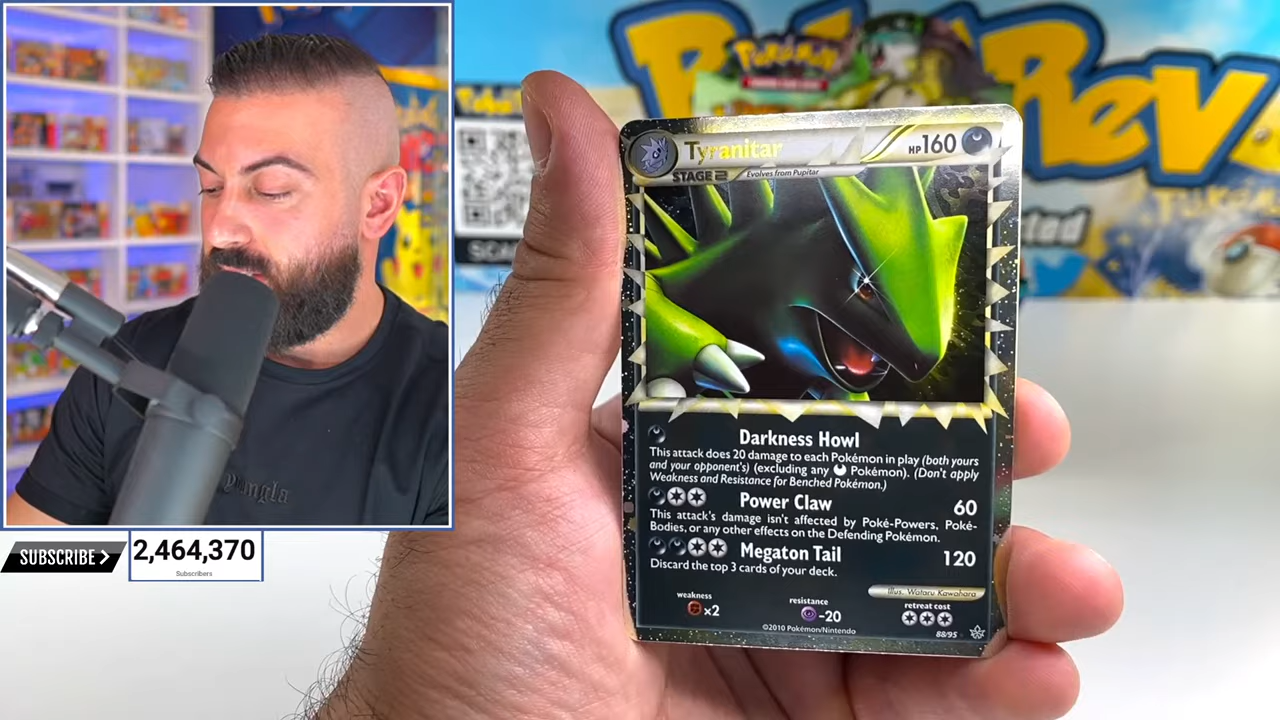 Pokémon
PokéRev
Tyranitar
HP160
STAGE 2
Evolves from Pupitar
Darkness Howl
This attack does 20 damage to each Pokémon in play (both yours
and your opponent's) (excluding any Pokémon). (Don't apply
Weakness and Resistance for Benched Pokémon.)
Power Claw 60
This attack's damage isn't affected by Poké-Powers, Poké-
Bodies, or any other effects on the Defending Pokémon.
Megaton Tail 120
Discard the top 3 cards of your deck.
Illus. Wataru Kawahara
weakness
×2
resistance
-20
retreat cost
©2010 Pokémon/Nintendo
88/95
SUBSCRIBE >
2,464,370
Subscribers